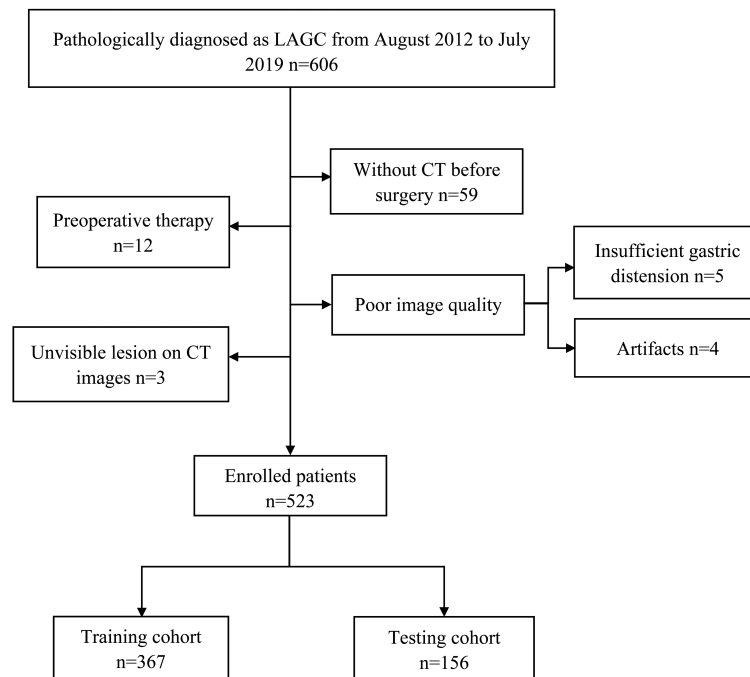 Pathologically diagnosed as LAGC from August 2012 to July
2019 n=606
Without CT before
surgery n=59
Preoperative therapy
n=12
Insufficient gastric
distension n=5
Poor image quality
Artifacts n=4
Unvisible lesion on CT
images n=3
Enrolled patients
n=523
Training cohort
n=367
Testing cohort
n=156